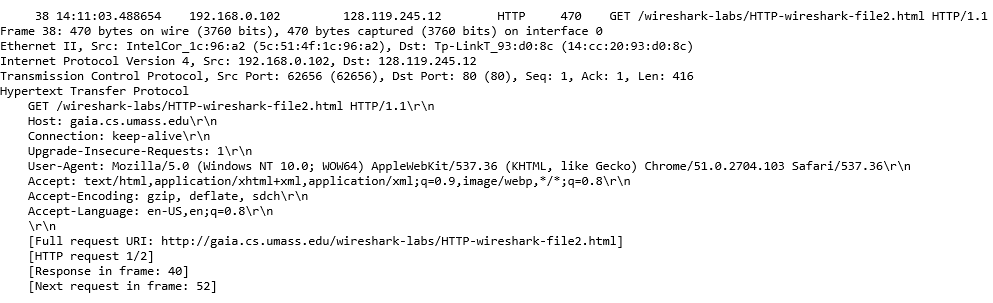 38 14:11:03.488654 192.168.0.102 128.119.245.12 HTTP 470 GET /wireshark-labs/HTTP-wireshark-file2.html HTTP/1.1
Frame 38: 470 bytes on wire (3760 bits), 470 bytes captured (3760 bits) on interface 0
Ethernet II, Src: IntelCor_1c:96:a2 (5c:51:4f:1c:96:a2), Dst: Tp-LinkT_93:d0:8c (14:cc:20:93:d0:8c)
Internet Protocol Version 4, Src: 192.168.0.102, Dst: 128.119.245.12
Transmission Control Protocol, Src Port: 62656 (62656), Dst Port: 80 (80), Seq: 1, Ack: 1, Len: 416
Hypertext Transfer Protocol
GET /wireshark-labs/HTTP-wireshark-file2.html HTTP/1.1\r\n
Host: gaia.cs.umass.edu\r\n
Connection: keep-alive\r\n
Upgrade-Insecure-Requests: 1\r\n
User-Agent: Mozilla/5.0 (Windows NT 10.0; WOW64) AppleWebKit/537.36 (KHTML, like Gecko) Chrome/51.0.2704.103 Safari/537.36\r\n
Accept: text/html,application/xhtml+xml,application/xml;q=0.9,image/webp,*/*;q=0.8\r\n
Accept-Encoding: gzip, deflate, sdch\r\n
Accept-Language: en-US,en;q=0.8\r\n
\r\n
[Full request URI: http://gaia.cs.umass.edu/wireshark-labs/HTTP-wireshark-file2.html]
[HTTP request 1/2]
[Response in frame: 40]
[Next request in frame: 52]